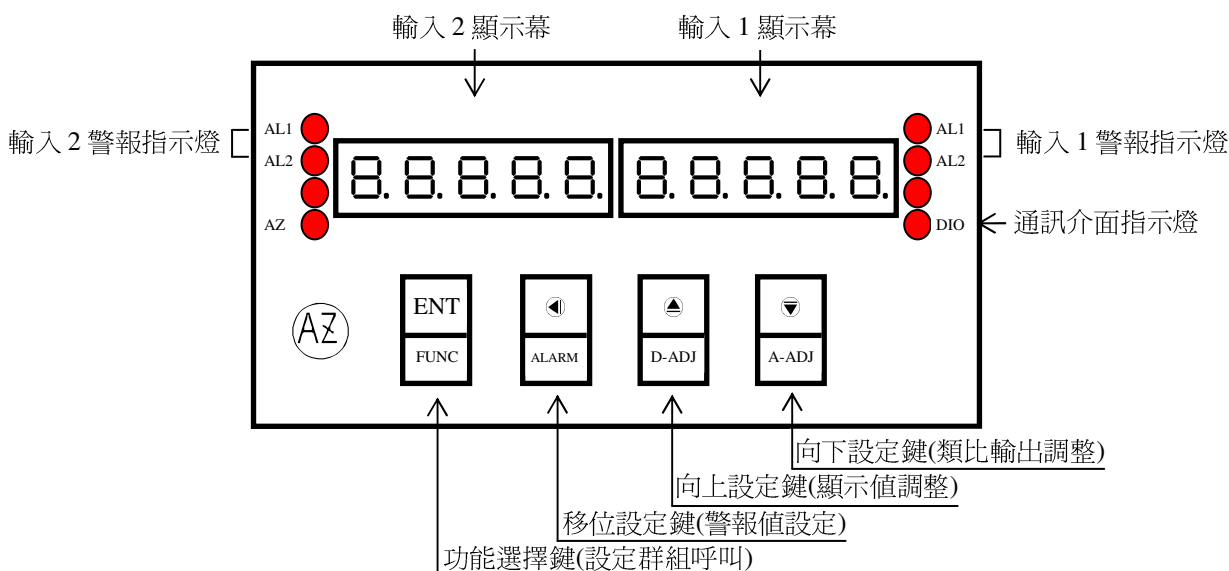 輸入 2 顯示幕
輸入 1 顯示幕
輸入 2 警報指示燈
AL1
AL2
AZ
8.8.8.8.8.
8.8.8.8.8.
AL1
AL2
DIO
輸入 1 警報指示燈
通訊介面指示燈
AZ
ENT
FUNC
ALARM
D-ADJ
A-ADJ
向下設定鍵(類比輸出調整)
向上設定鍵(顯示值調整)
移位設定鍵(警報值設定)
功能選擇鍵(設定群組呼叫)